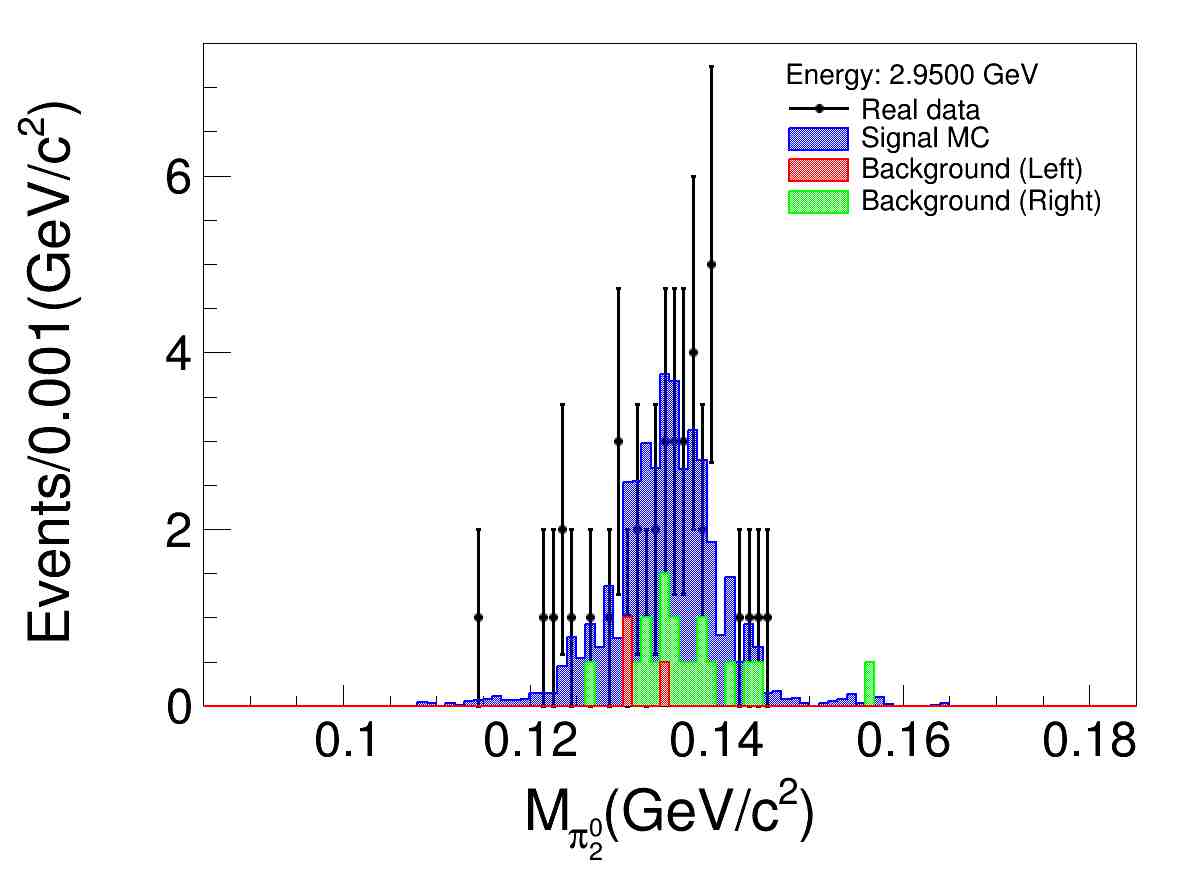 Energy: 2.9500 GeV
Real data
Signal MC
Background (Left)
Background (Right)
Events/0.001(GeV/c²)
6
4
2
0
0.1 0.12 0.14 0.16 0.18
M_π⁰₂(GeV/c²)